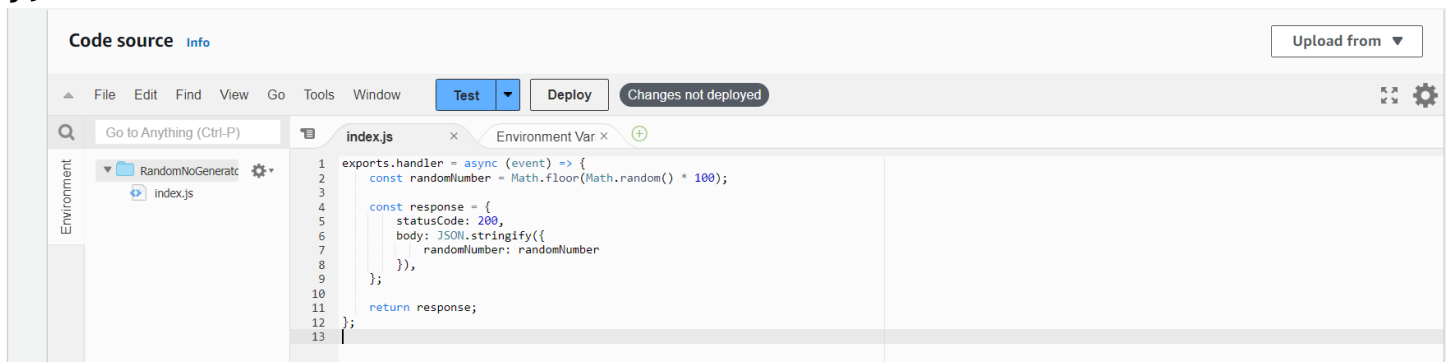 Code source Info
Upload from
File Edit Find View Go Tools Window Test Deploy Changes not deployed
Go to Anything (Ctrl-P)
index.js × Environment Var ×
Environment
RandomNoGeneratc
index.js
1 exports.handler = async (event) => {
2 const randomNumber = Math.floor(Math.random() * 100);
3
4 const response = {
5 statusCode: 200,
6 body: JSON.stringify({
7 randomNumber: randomNumber
8 }),
9 };
10
11 return response;
12 };
13